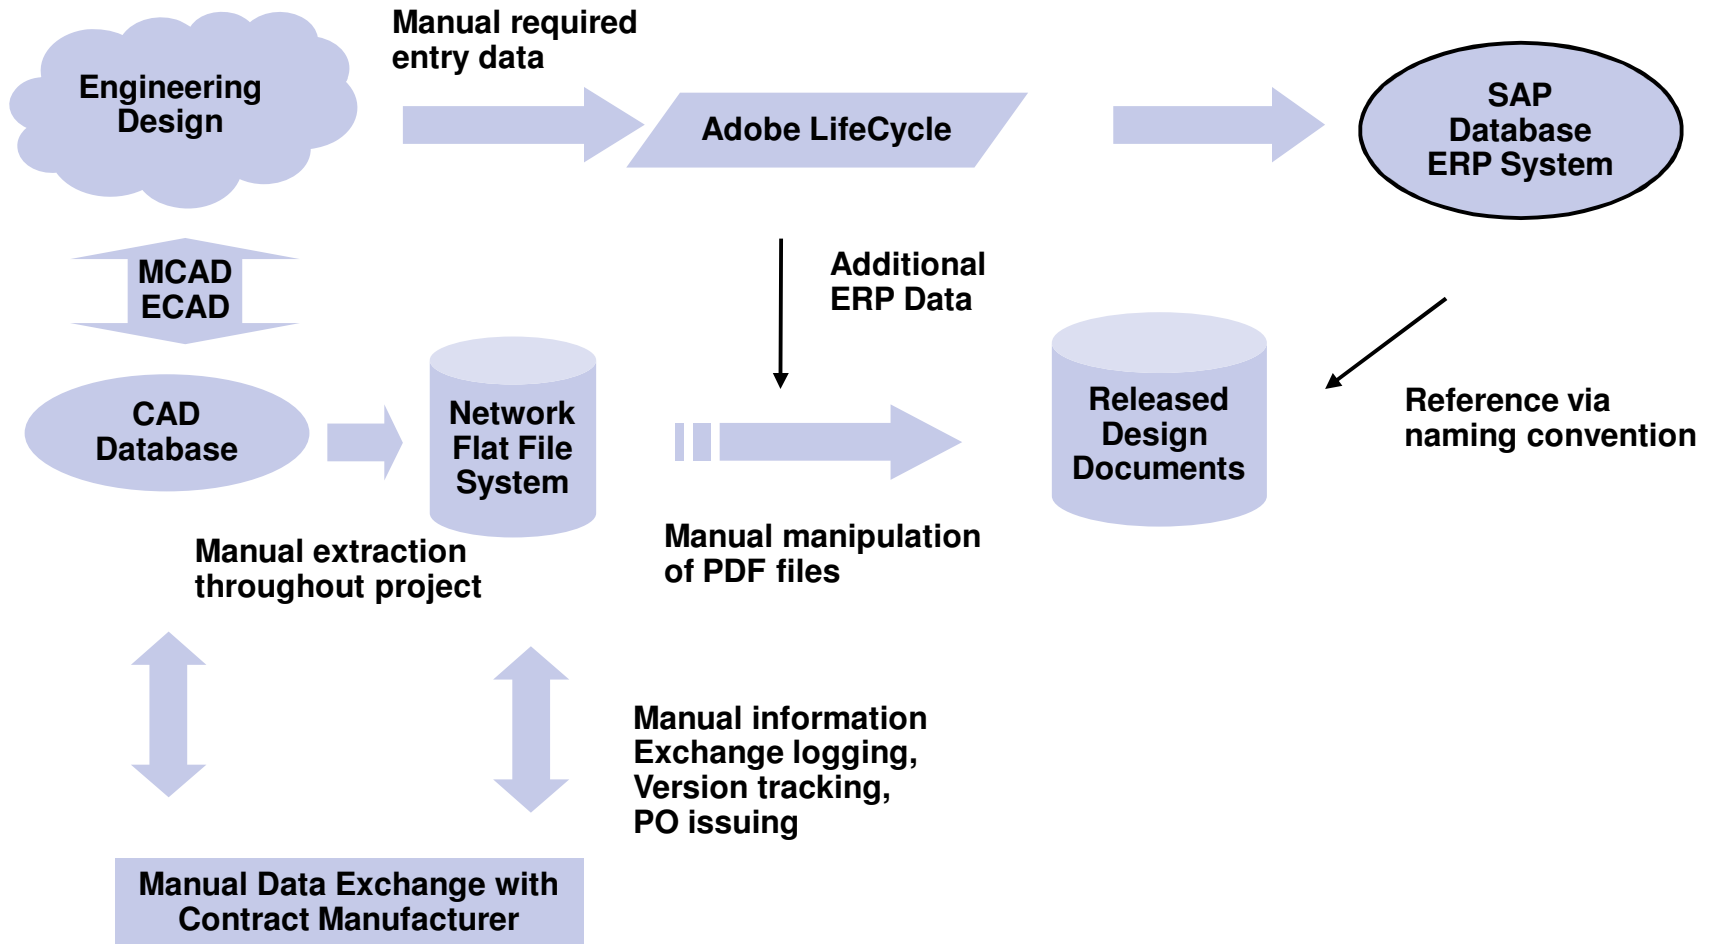 Manual required
entry data
Engineering
Design
Adobe LifeCycle
SAP
Database
ERP System
MCAD
ECAD
Additional
ERP Data
CAD
Database
Network
Flat File
System
Released
Design
Documents
Reference via
naming convention
Manual extraction
throughout project
Manual manipulation
of PDF files
Manual information
Exchange logging,
Version tracking,
PO issuing
Manual Data Exchange with
Contract Manufacturer